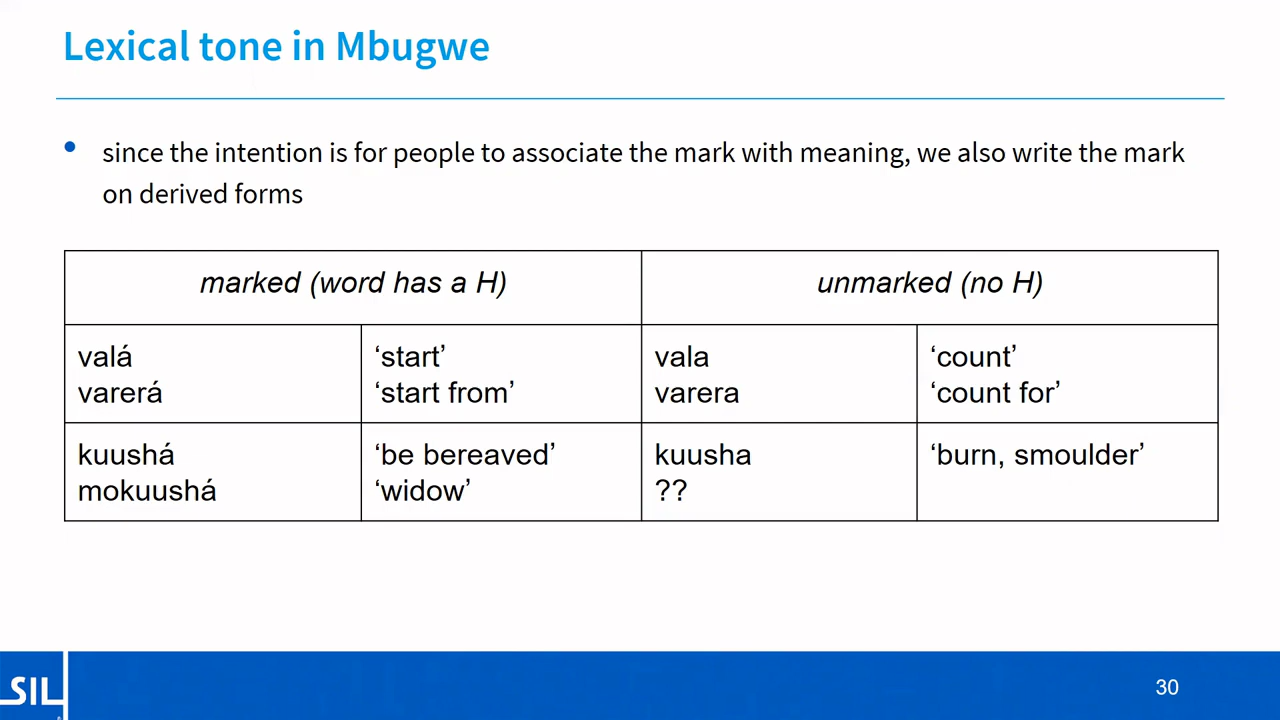 Lexical tone in Mbugwe
• since the intention is for people to associate the mark with meaning, we also write the mark
on derived forms
marked (word has a H)
unmarked (no H)
valá
varerá
‘start’
‘start from’
vala
varera
‘count’
‘count for’
kuushá
mokuushá
‘be bereaved’
‘widow’
kuusha
??
‘burn, smoulder’
SIL
30